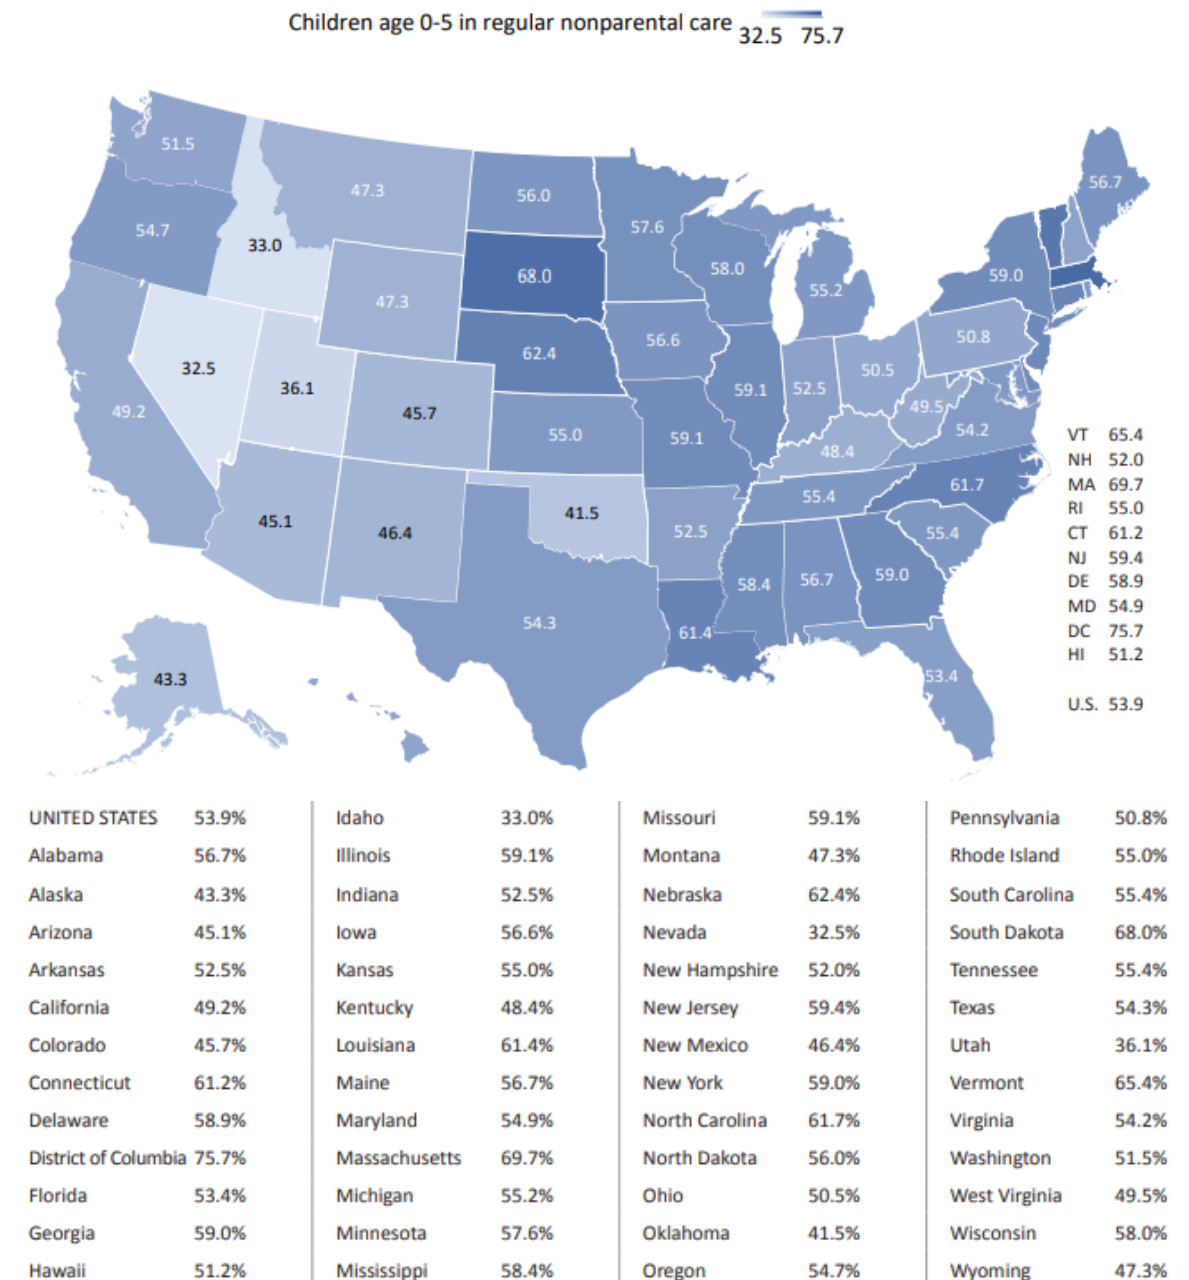 Children age 0-5 in regular nonparental care
32.5 75.7
51.5
47.3
56.0
57.6
56.7
54.7
33.0
68.0
58.0
55.2
59.0
47.3
62.4
56.6
50.8
32.5
36.1
45.7
59.1
52.5
50.5
49.5
49.2
55.0
59.1
48.4
54.2
45.1
46.4
41.5
52.5
55.4
61.7
55.4
58.4
56.7
59.0
54.3
61.4
53.4
43.3
VT 65.4
NH 52.0
MA 69.7
RI 55.0
CT 61.2
NJ 59.4
DE 58.9
MD 54.9
DC 75.7
HI 51.2
U.S. 53.9
UNITED STATES 53.9%
Alabama 56.7%
Alaska 43.3%
Arizona 45.1%
Arkansas 52.5%
California 49.2%
Colorado 45.7%
Connecticut 61.2%
Delaware 58.9%
District of Columbia 75.7%
Florida 53.4%
Georgia 59.0%
Hawaii 51.2%
Idaho 33.0%
Illinois 59.1%
Indiana 52.5%
Iowa 56.6%
Kansas 55.0%
Kentucky 48.4%
Louisiana 61.4%
Maine 56.7%
Maryland 54.9%
Massachusetts 69.7%
Michigan 55.2%
Minnesota 57.6%
Mississippi 58.4%
Missouri 59.1%
Montana 47.3%
Nebraska 62.4%
Nevada 32.5%
New Hampshire 52.0%
New Jersey 59.4%
New Mexico 46.4%
New York 59.0%
North Carolina 61.7%
North Dakota 56.0%
Ohio 50.5%
Oklahoma 41.5%
Oregon 54.7%
Pennsylvania 50.8%
Rhode Island 55.0%
South Carolina 55.4%
South Dakota 68.0%
Tennessee 55.4%
Texas 54.3%
Utah 36.1%
Vermont 65.4%
Virginia 54.2%
Washington 51.5%
West Virginia 49.5%
Wisconsin 58.0%
Wyoming 47.3%